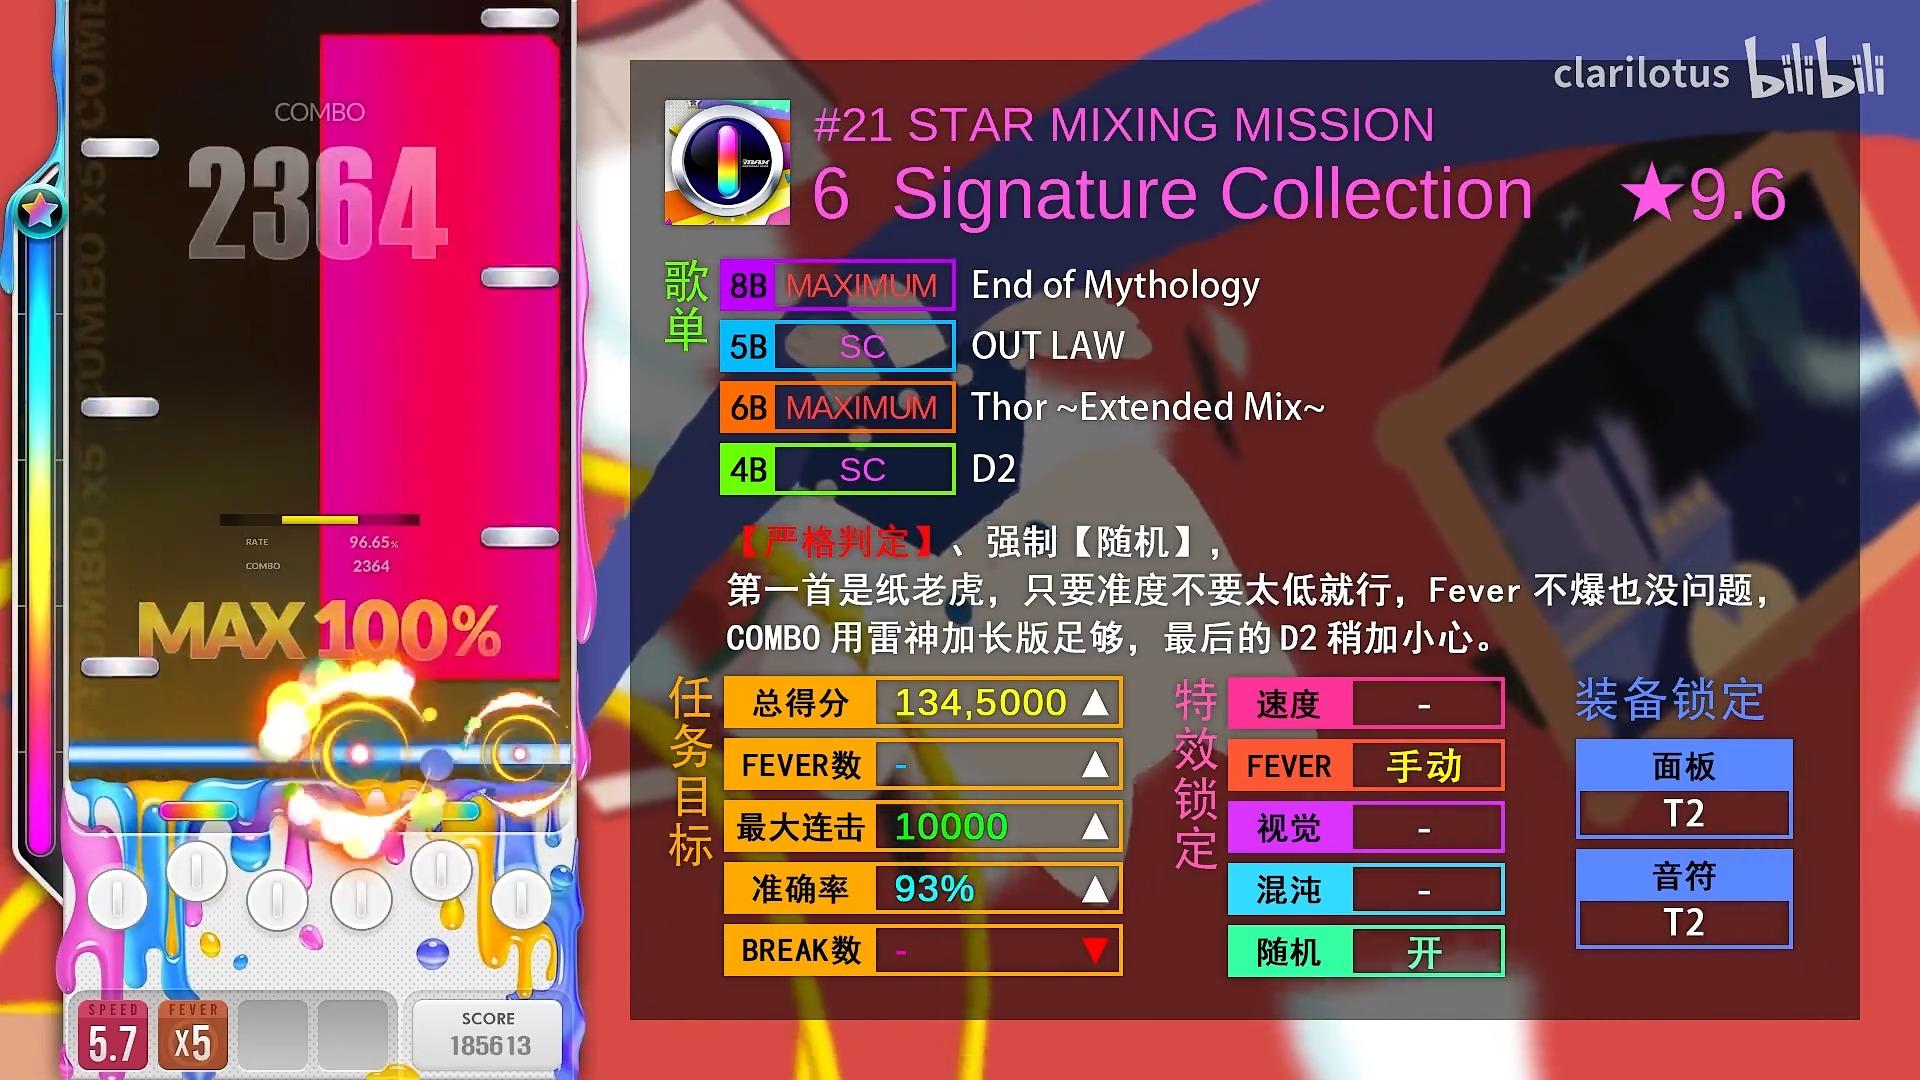 clarilotus bilibili
COMBO
2364
RATE 96.65%
COMBO 2364
MAX 100%
SPEED
5.7
FEVER
X5
SCORE
185613
#21 STAR MIXING MISSION
6 Signature Collection ★9.6
歌单
8B MAXIMUM End of Mythology
5B SC OUT LAW
6B MAXIMUM Thor ~Extended Mix~
4B SC D2
【严格判定】、强制【随机】，
第一首是纸老虎，只要准度不要太低就行，Fever 不爆也没问题，
COMBO 用雷神加长版足够，最后的 D2 稍加小心。
任务目标
总得分 134,5000 ▲
FEVER数 - ▲
最大连击 10000 ▲
准确率 93% ▲
BREAK数 - ▼
特效锁定
速度 -
FEVER 手动
视觉 -
混沌 -
随机 开
装备锁定
面板
T2
音符
T2